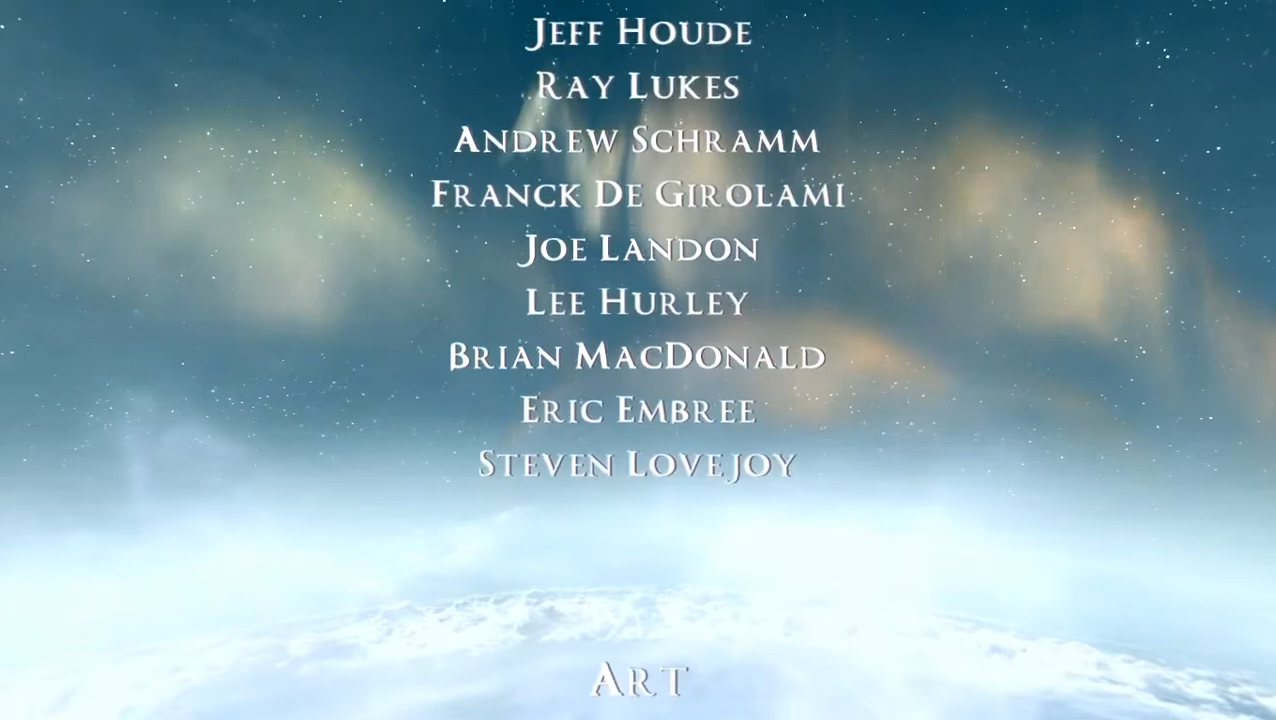 Jeff Houde
Ray Lukes
Andrew Schramm
Franck De Girolami
Joe Landon
Lee Hurley
Brian MacDonald
Eric Embree
Steven Lovejoy
Art